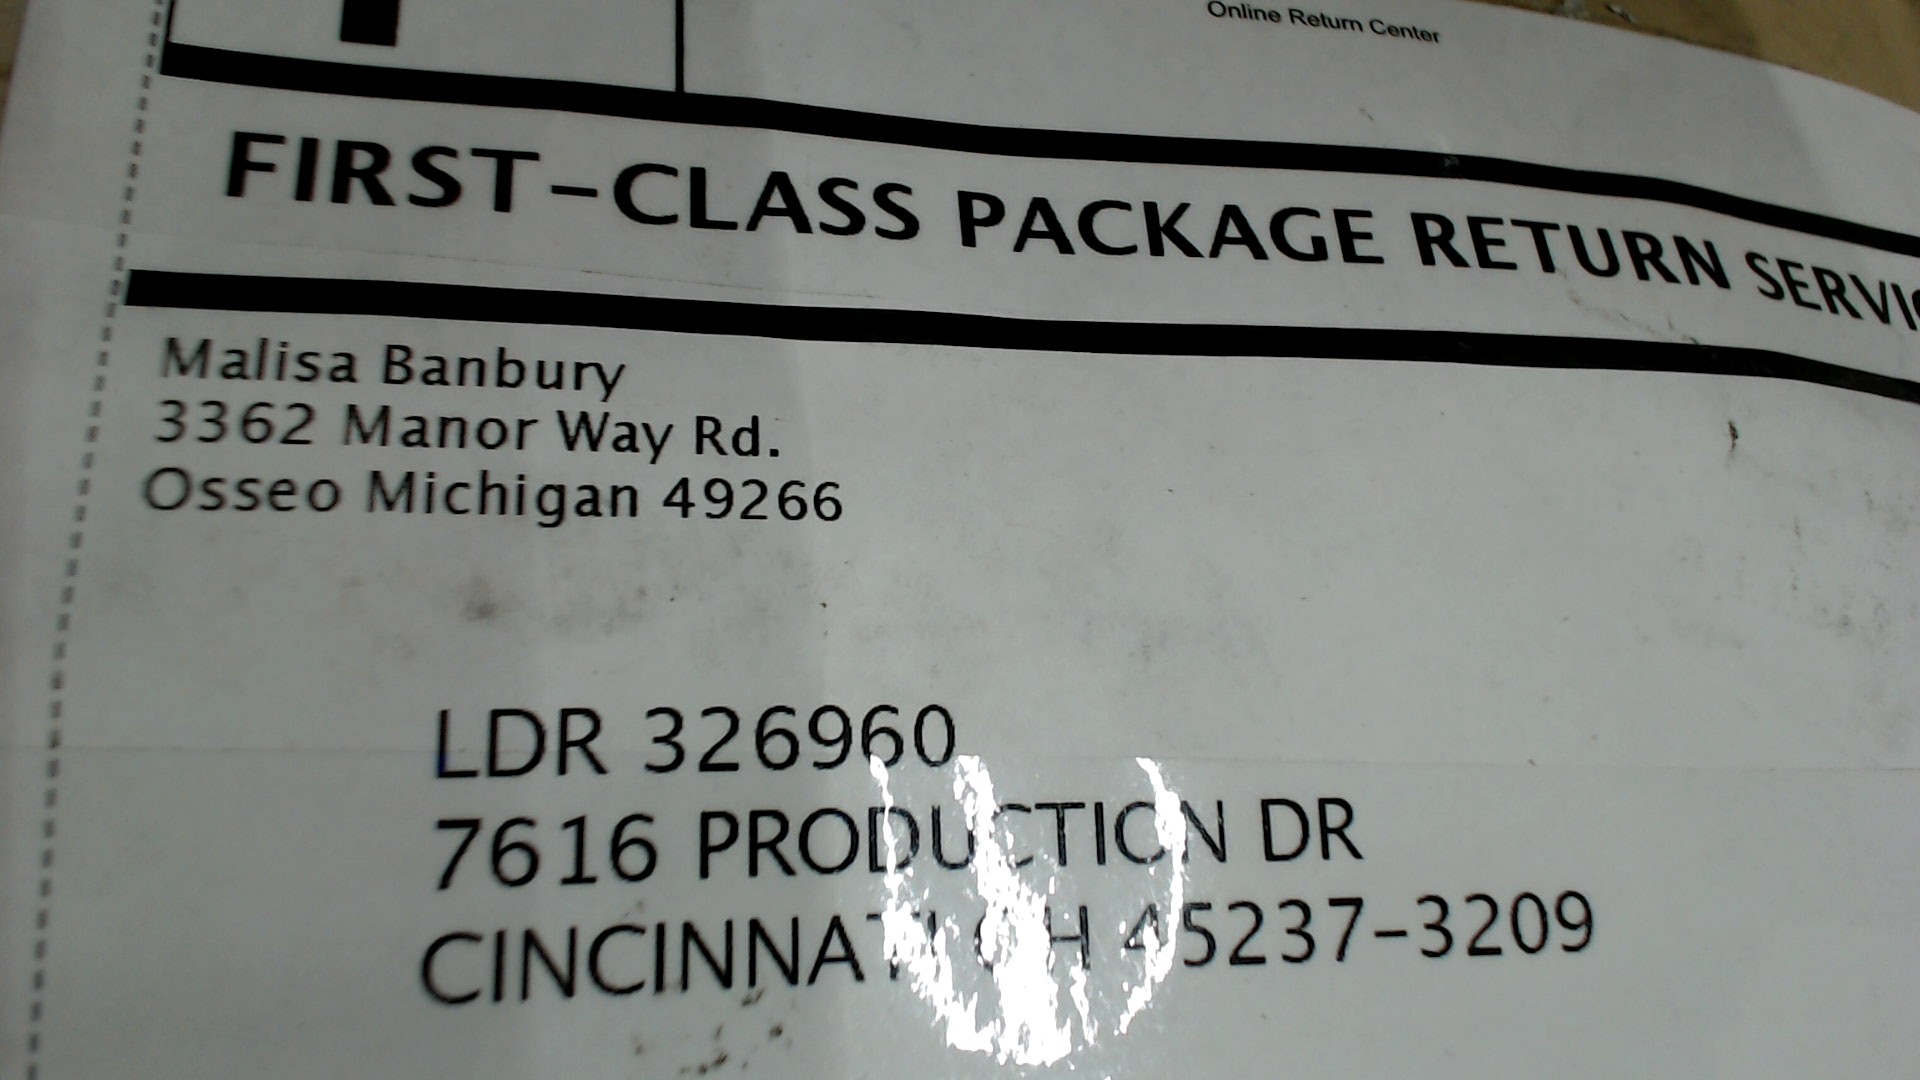 Online Return Center
FIRST-CLASS PACKAGE RETURN
Malisa Banbury
3362 Manor Way Rd.
Osseo Michigan 49266
LDR 326960
7616 PRODUCTION DR
CINCINNATI OH 45237-3209